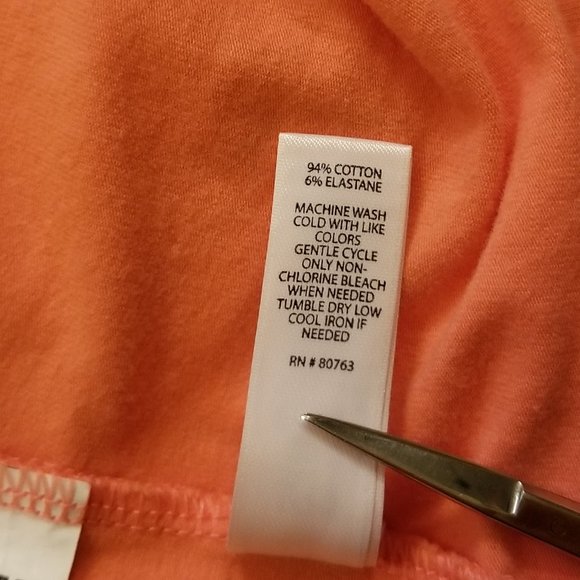 94% COTTON
6% ELASTANE
MACHINE WASH
COLD WITH LIKE
COLORS
GENTLE CYCLE
ONLY NON-
CHLORINE BLEACH
WHEN NEEDED
TUMBLE DRY LOW
COOL IRON IF
NEEDED
RN # 80763